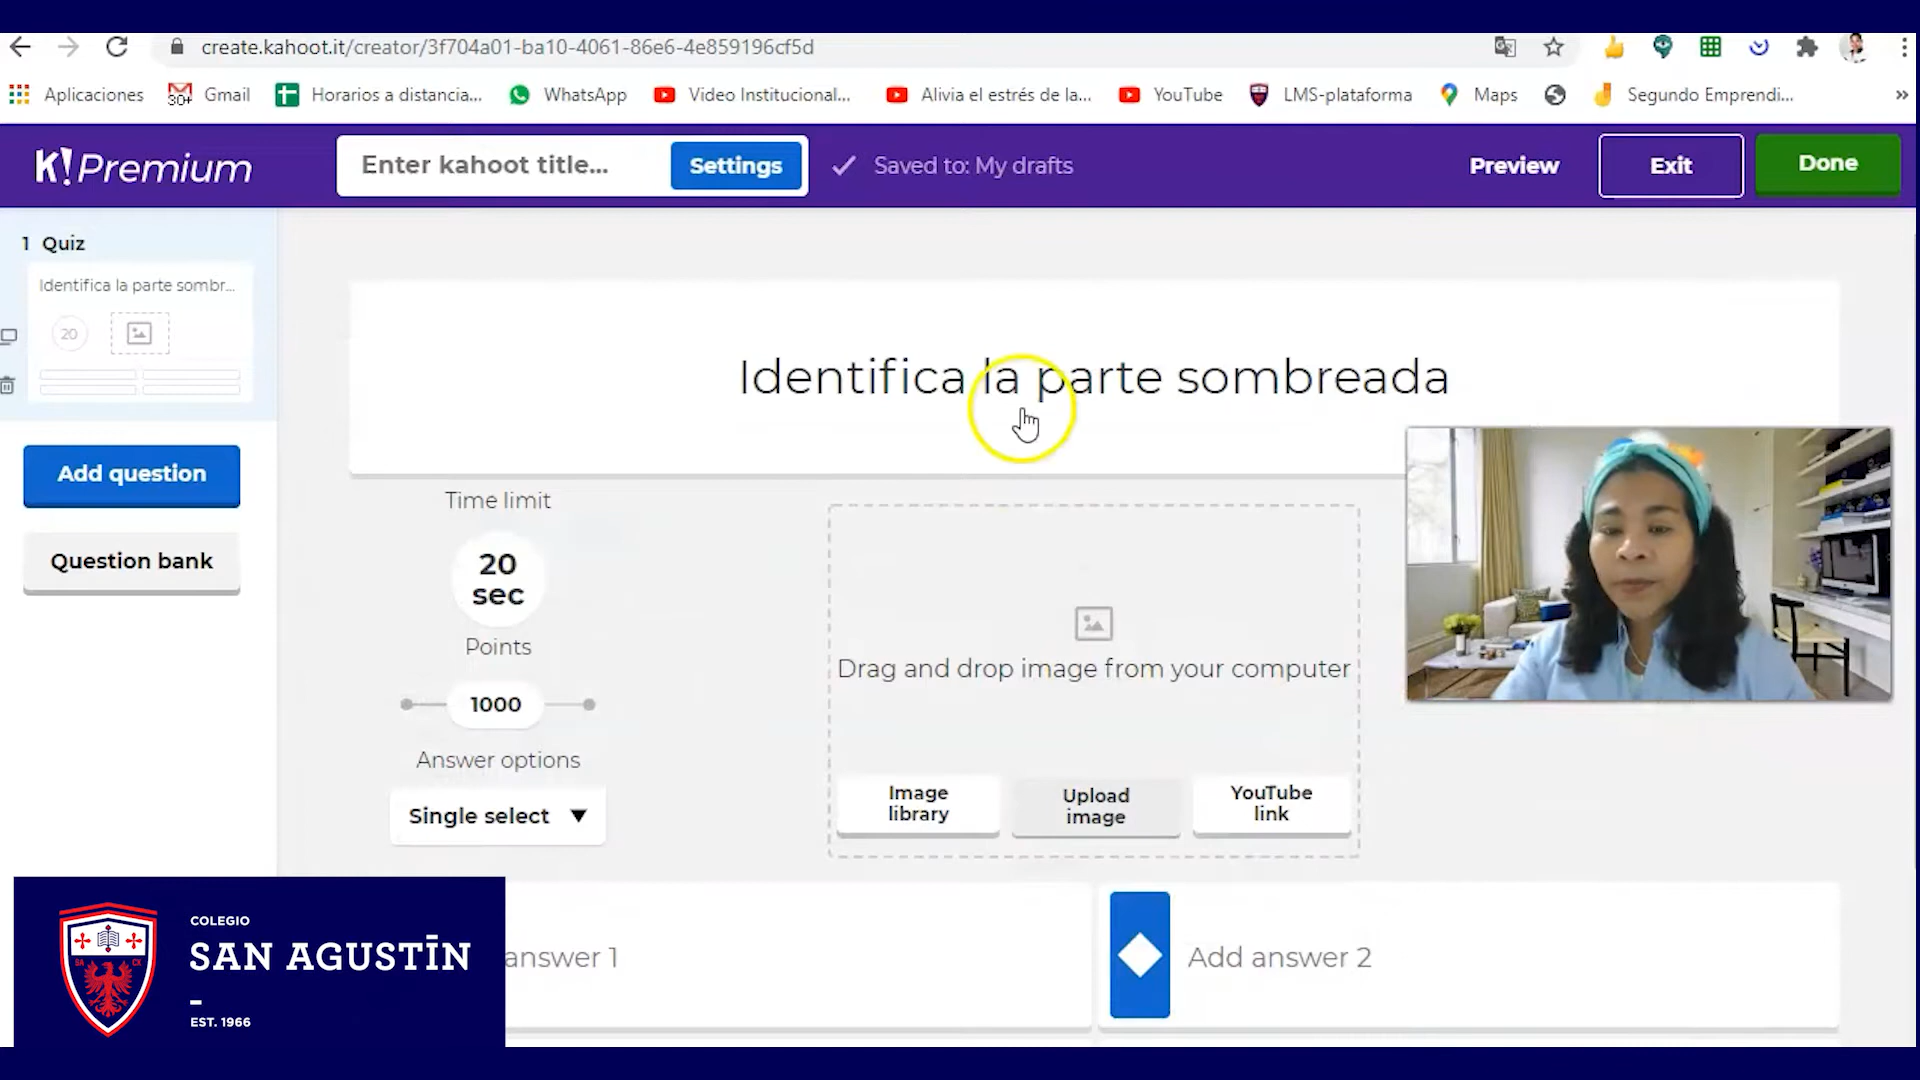 create.kahoot.it/creator/3f704a01-ba10-4061-86e6-4e859196cf5d
Aplicaciones
30+
Gmail
Horarios a distancia...
WhatsApp
Video Institucional...
Alivia el estrés de la...
YouTube
LMS-plataforma
Maps
Segundo Emprendi...
»
K! Premium
Enter kahoot title...
Settings
Saved to: My drafts
Preview
Exit
Done
1 Quiz
Identifica la parte sombr...
20
Add question
Question bank
Identifica la parte sombreada
Time limit
20
sec
Points
1000
Answer options
Single select
Drag and drop image from your computer
Image
library
Upload
image
YouTube
link
answer 1
Add answer 2
COLEGIO
SAN AGUSTĪN
EST. 1966